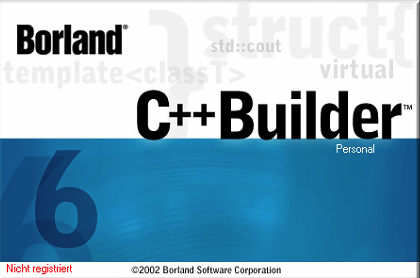 Borland®
struct{
}
std::cout
template<classT>
virtual
C++Builder™
Personal
6
Nicht registriert
©2002 Borland Software Corporation